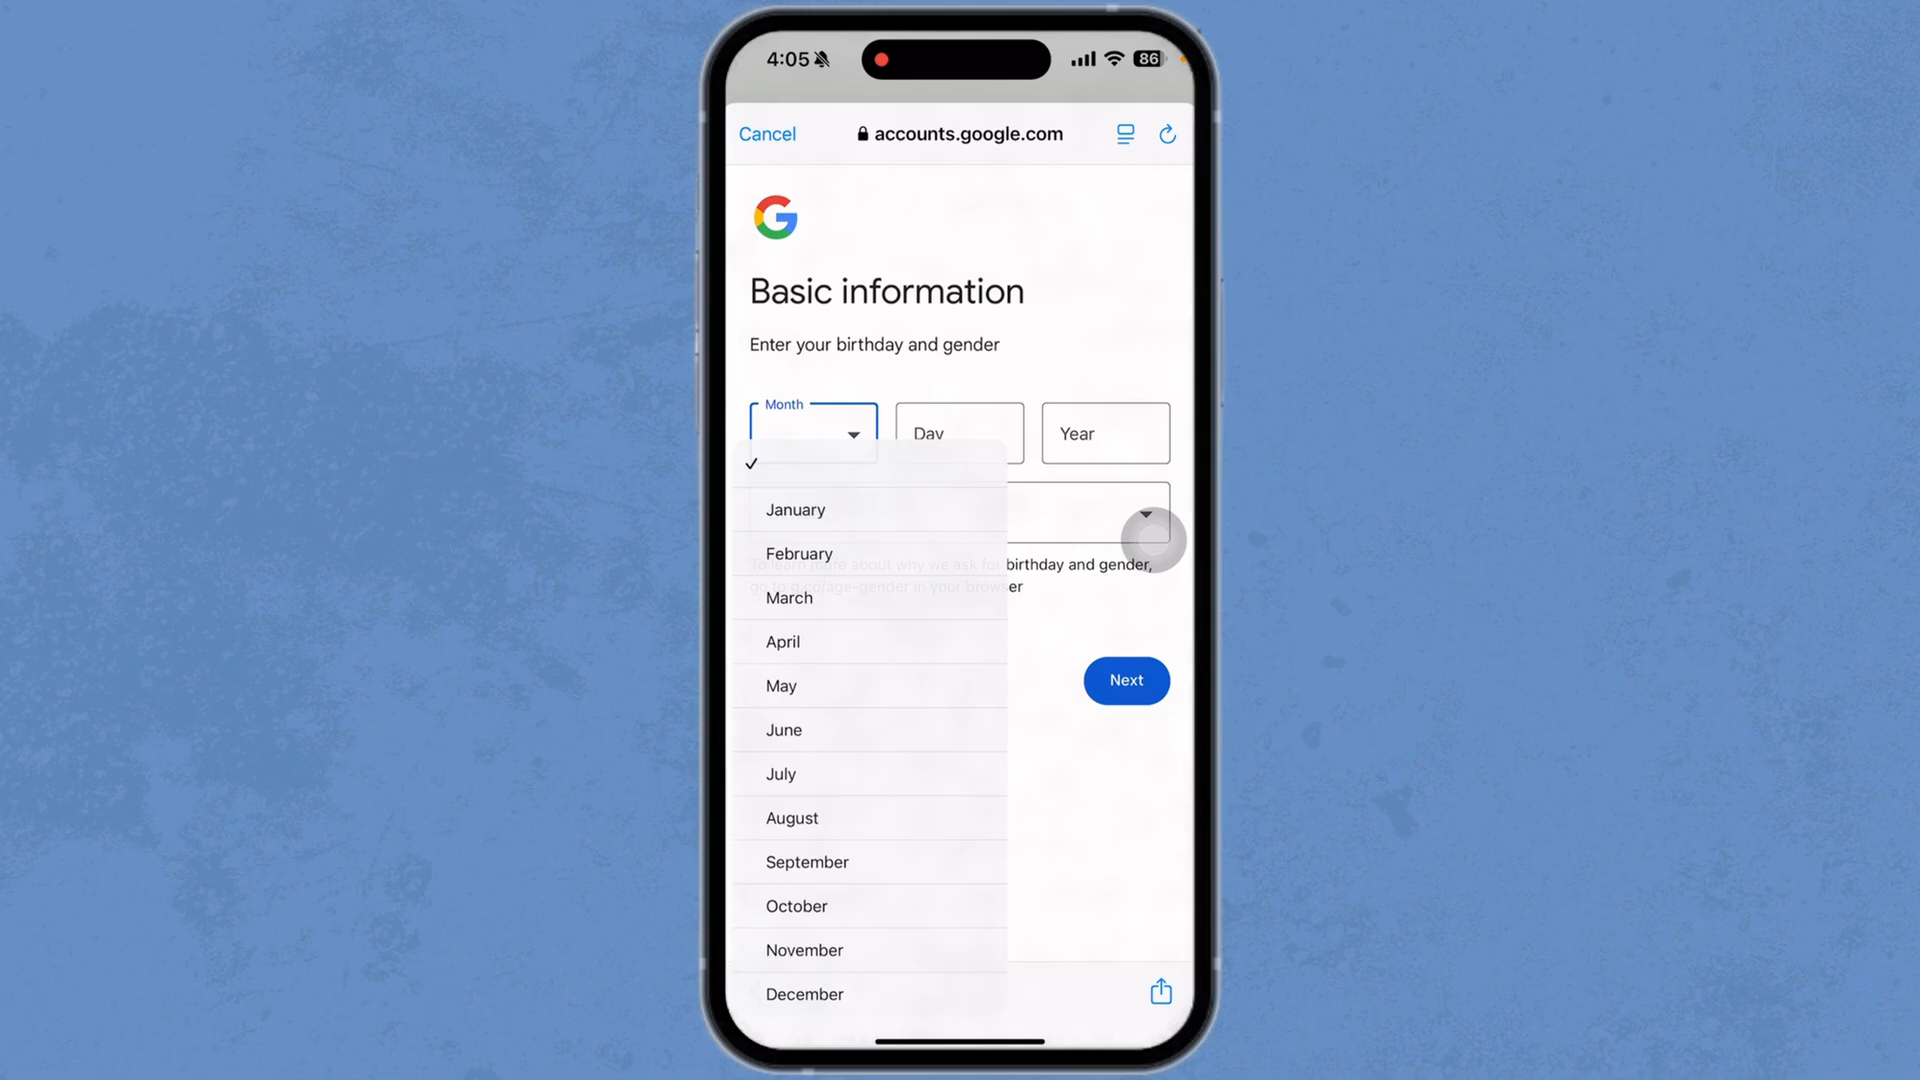 4:05
86
Cancel
accounts.google.com
Basic information
Enter your birthday and gender
Month
Day
Year
January
February
To learn more about why we ask for birthday and gender,
go to g.co/age-gender in your browser
March
April
May
June
Next
July
August
September
October
November
December